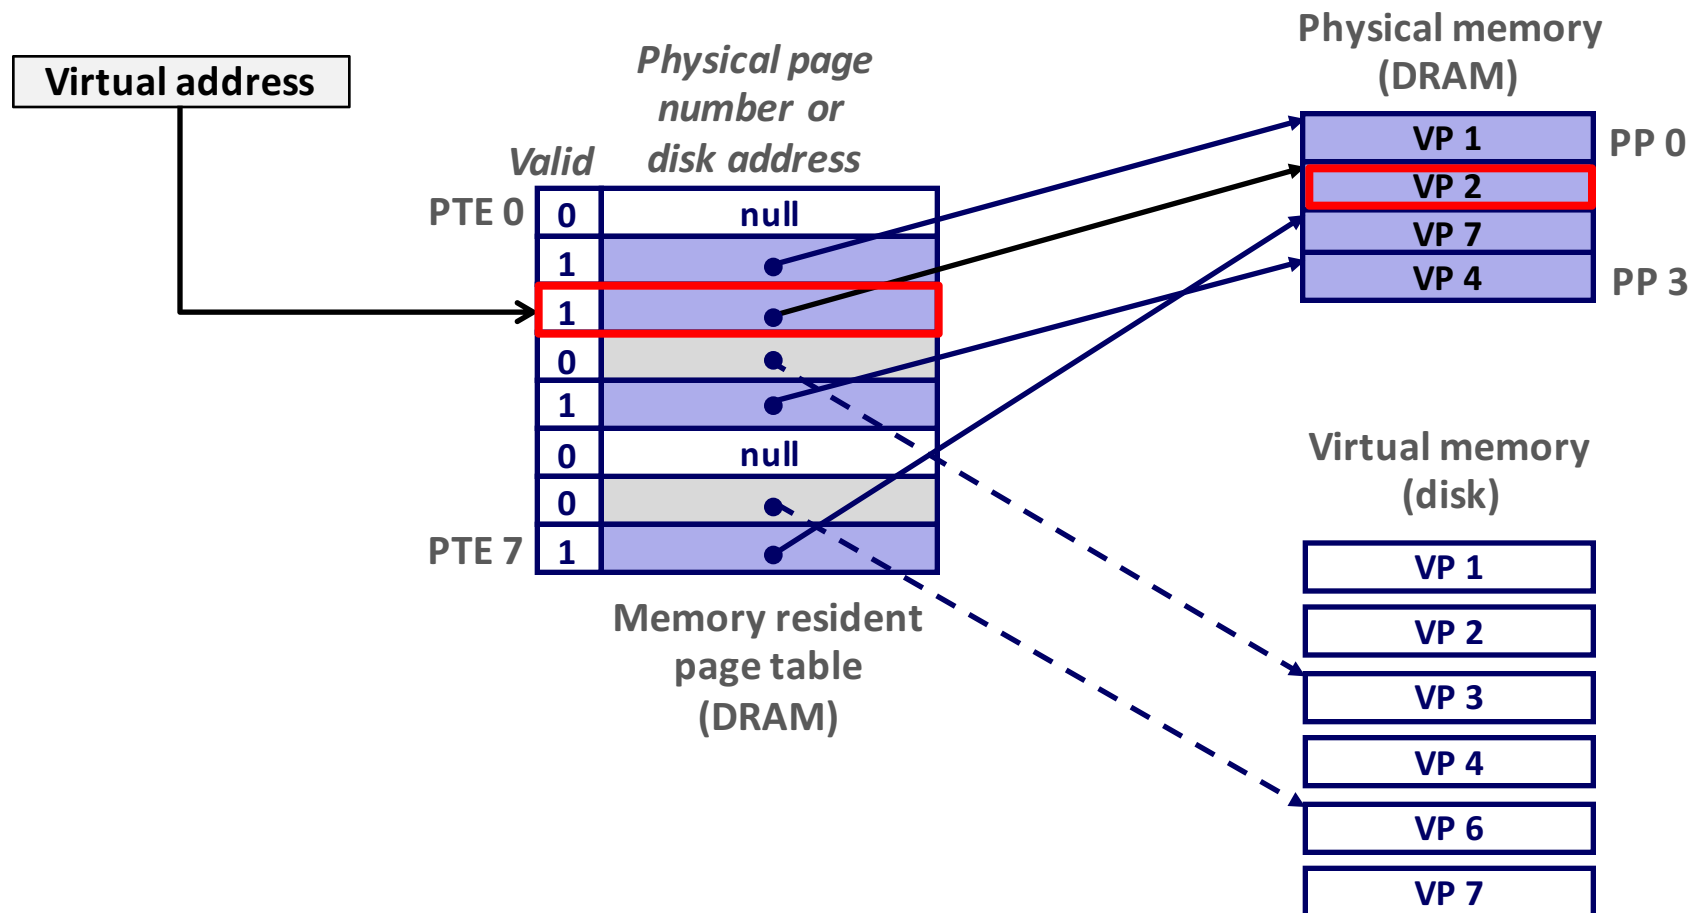 Virtual address
Physical page
number or
disk address
Valid
PTE 0
0
null
1
1
0
1
0
null
0
PTE 7
1
Memory resident
page table
(DRAM)
Physical memory
(DRAM)
VP 1
PP 0
VP 2
VP 7
VP 4
PP 3
Virtual memory
(disk)
VP 1
VP 2
VP 3
VP 4
VP 6
VP 7